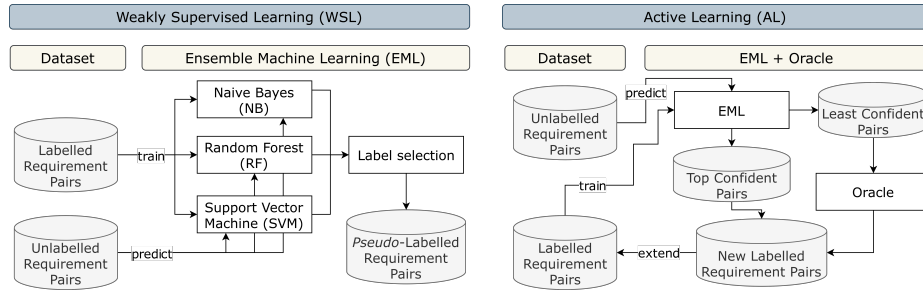 Weakly Supervised Learning (WSL)
Dataset
Ensemble Machine Learning (EML)
Naive Bayes
(NB)
Labelled
Requirement
Pairs
train
Random Forest
(RF)
Label selection
Support Vector
Machine (SVM)
Unlabelled
Requirement
Pairs
predict
Pseudo-Labelled
Requirement
Pairs
Active Learning (AL)
Dataset
EML + Oracle
Unlabelled
Requirement
Pairs
predict
EML
Least Confident
Pairs
train
Top Confident
Pairs
Oracle
Labelled
Requirement
Pairs
extend
New Labelled
Requirement Pairs